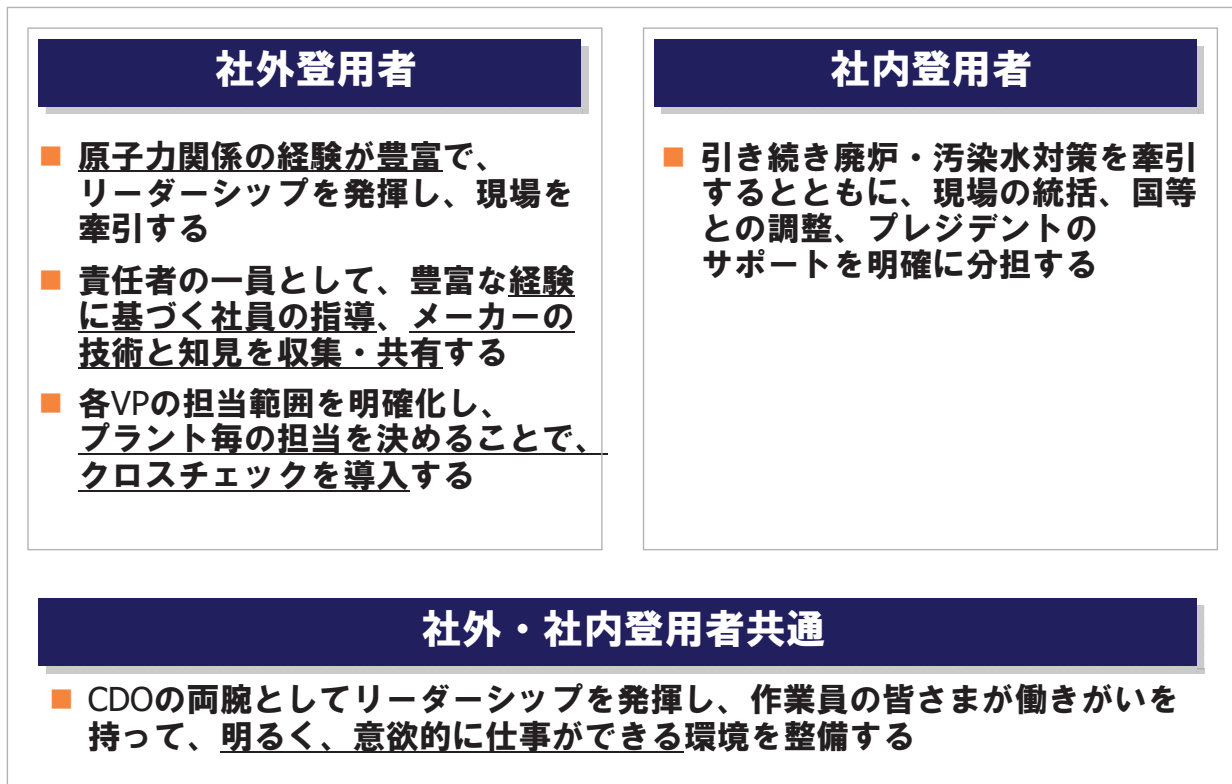 社外登用者
■ 原子力関係の経験が豊富で、
リーダーシップを発揮し、現場を
牽引する
■ 責任者の一員として、豊富な経験
に基づく社員の指導、メーカーの
技術と知見を収集・共有する
■ 各VPの担当範囲を明確化し、
プラント毎の担当を決めることで、
クロスチェックを導入する
社内登用者
■ 引き続き廃炉・汚染水対策を牽引
するとともに、現場の統括、国等
との調整、プレジデントの
サポートを明確に分担する
社外・社内登用者共通
■ CDOの両腕としてリーダーシップを発揮し、作業員の皆さまが働きがいを
持って、明るく、意欲的に仕事ができる環境を整備する